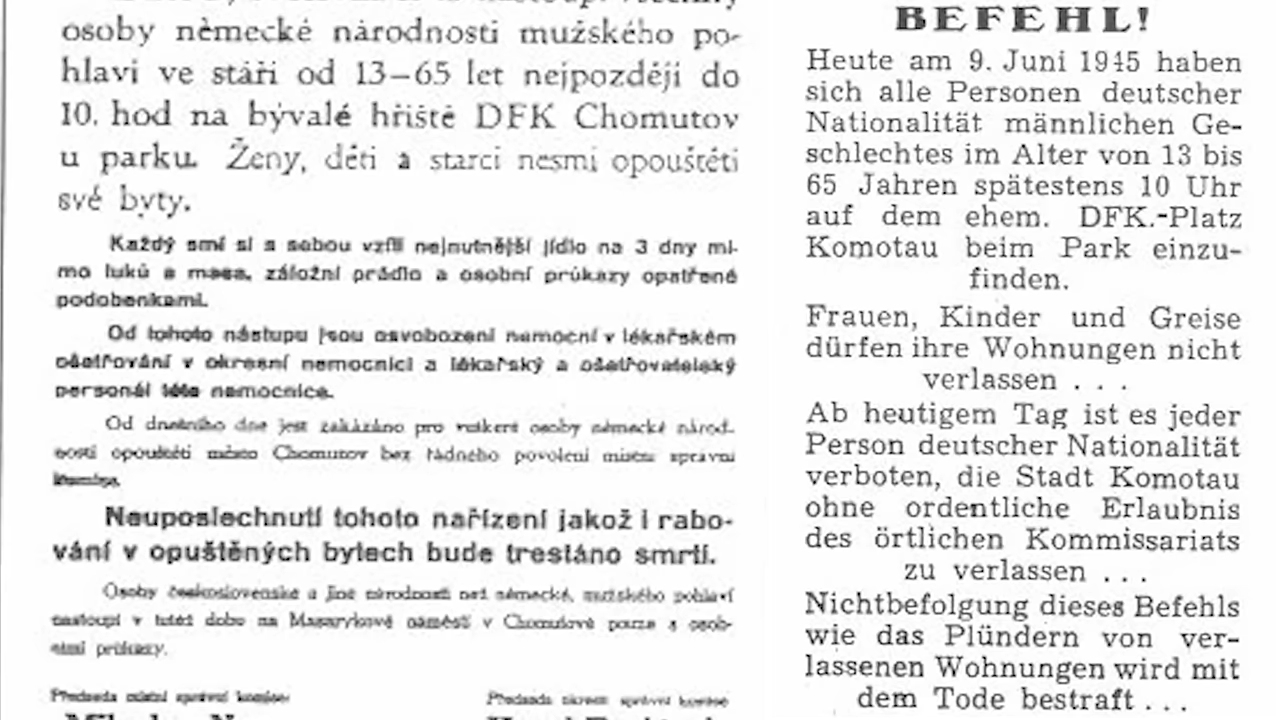 osoby německé národnosti mužského po-
hlaví ve stáří od 13–65 let nejpozději do
10. hod na bývalé hřiště DFK Chomutov
u parku. Ženy, děti a starci nesmí opouštěti
své byty.
Každý smí si s sebou vzíti nejnutnější jídlo na 3 dny mi-
mo luků a masa, záložní prádlo a osobní průkazy opatřené
podobenkami.
Od tohoto nástupu jsou osvobozeni nemocní v lékařském
ošetřování v okresní nemocnici a lékařský a ošetřovatelský
personál této nemocnice.
Od dnešního dne jest zakázáno pro veškeré osoby německé národ-
nosti opouštěti město Chomutov bez řádného povolení místní správní
komise.
Neuposlechnutí tohoto nařízení jakož i rabo-
vání v opuštěných bytech bude trestáno smrtí.
Osoby československé a jiné národnosti než německé, mužského pohlaví
nastoupí v tutéž dobu na Masarykově náměstí v Chomutově pouze s osob-
ními průkazy.
Předseda místní správní komise
Předseda okresní správní komise
BEFEHL!
Heute am 9. Juni 1945 haben
sich alle Personen deutscher
Nationalität männlichen Ge-
schlechtes im Alter von 13 bis
65 Jahren spätestens 10 Uhr
auf dem ehem. DFK.-Platz
Komotau beim Park einzu-
finden.
Frauen, Kinder und Greise
dürfen ihre Wohnungen nicht
verlassen . . .
Ab heutigem Tag ist es jeder
Person deutscher Nationalität
verboten, die Stadt Komotau
ohne ordentliche Erlaubnis
des örtlichen Kommissariats
zu verlassen . . .
Nichtbefolgung dieses Befehls
wie das Plündern von ver-
lassenen Wohnungen wird mit
dem Tode bestraft . . .